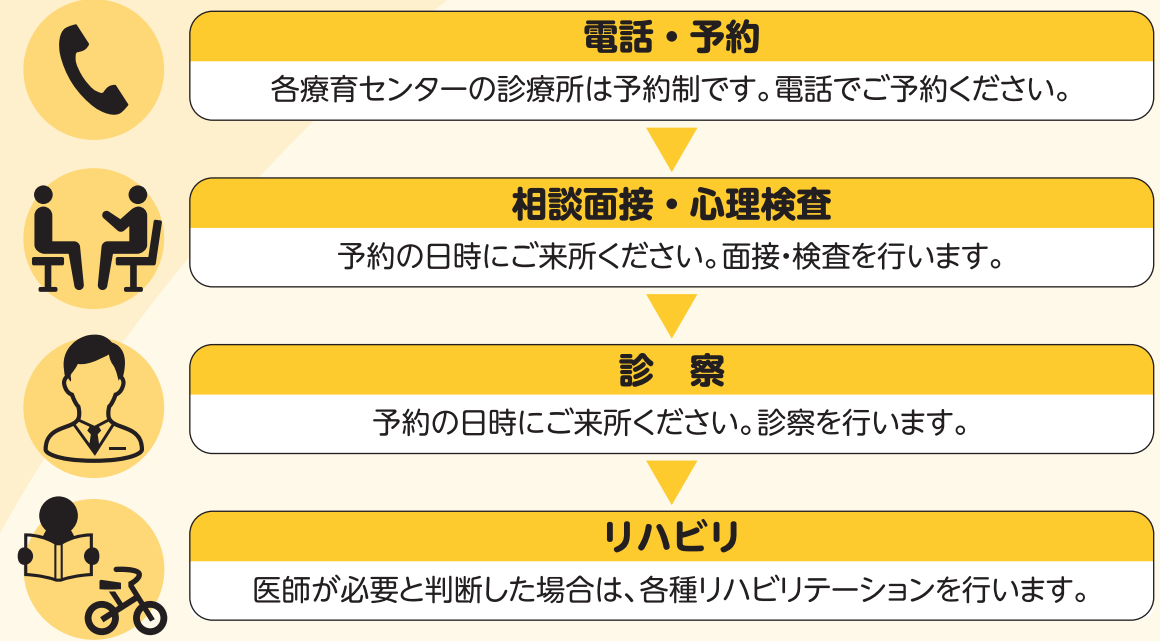 電話・予約
各療育センターの診療所は予約制です。電話でご予約ください。
相談面接・心理検査
予約の日時にご来所ください。面接・検査を行います。
診　察
予約の日時にご来所ください。診察を行います。
リハビリ
医師が必要と判断した場合は、各種リハビリテーションを行います。